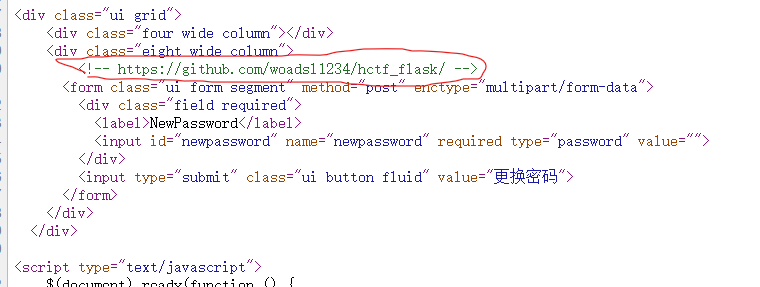 <div class="ui grid">
<div class="four wide column"></div>
<div class="eight wide column">
<!-- https://github.com/woadsl1234/hctf_flask/ -->
<form class="ui form segment" method="post" enctype="multipart/form-data">
<div class="field required">
<label>NewPassword</label>
<input id="newpassword" name="newpassword" required type="password" value="">
</div>
<input type="submit" class="ui button fluid" value="更换密码">
</form>
</div>
</div>
<script type="text/javascript">
$(document).ready(function () {